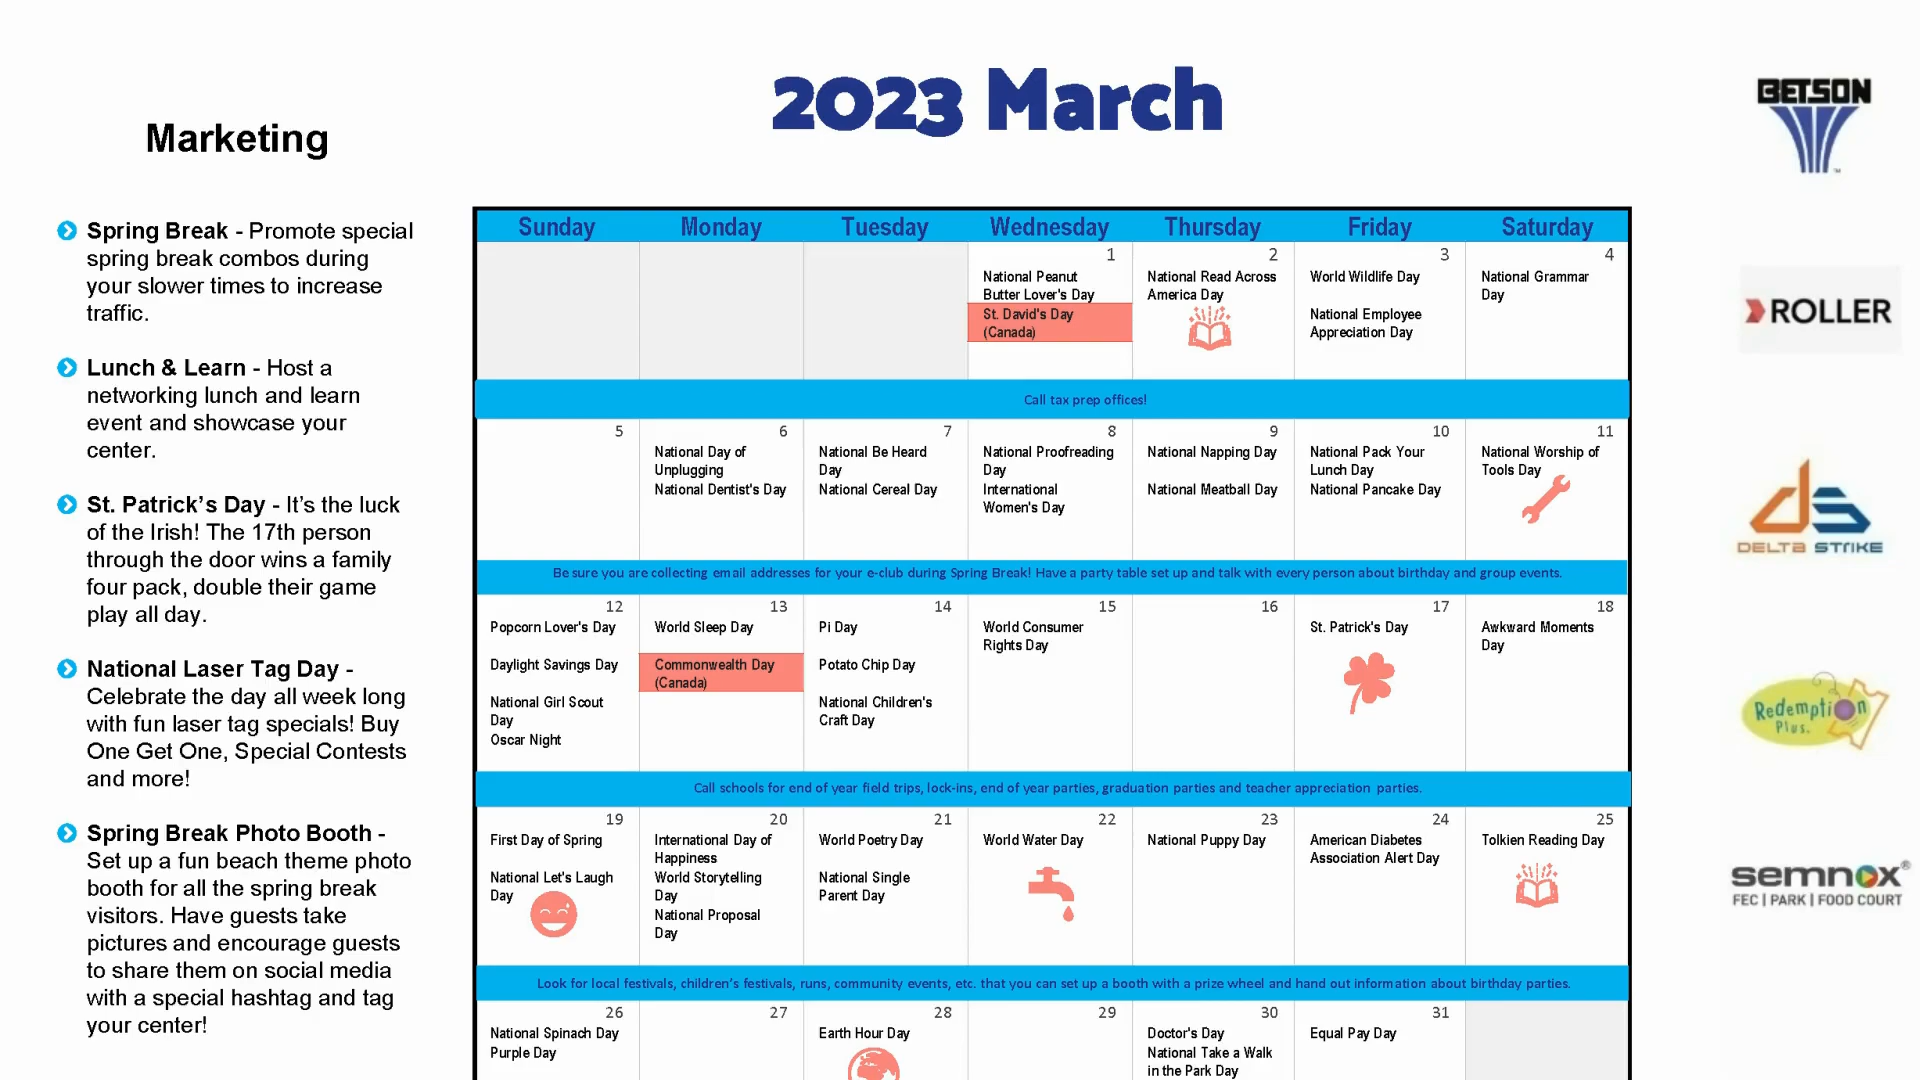 2023 March
Marketing
Spring Break - Promote special
spring break combos during
your slower times to increase
traffic.
Lunch & Learn - Host a
networking lunch and learn
event and showcase your
center.
St. Patrick’s Day - It’s the luck
of the Irish! The 17th person
through the door wins a family
four pack, double their game
play all day.
National Laser Tag Day -
Celebrate the day all week long
with fun laser tag specials! Buy
One Get One, Special Contests
and more!
Spring Break Photo Booth -
Set up a fun beach theme photo
booth for all the spring break
visitors. Have guests take
pictures and encourage guests
to share them on social media
with a special hashtag and tag
your center!
Sunday Monday Tuesday Wednesday Thursday Friday Saturday
1
National Peanut
Butter Lover's Day
St. David's Day
(Canada)
2
National Read Across
America Day
3
World Wildlife Day
National Employee
Appreciation Day
4
National Grammar
Day
Call tax prep offices!
5
6
National Day of
Unplugging
National Dentist's Day
7
National Be Heard
Day
National Cereal Day
8
National Proofreading
Day
International
Women's Day
9
National Napping Day
National Meatball Day
10
National Pack Your
Lunch Day
National Pancake Day
11
National Worship of
Tools Day
Be sure you are collecting email addresses for your e-club during Spring Break! Have a party table set up and talk with every person about birthday and group events.
12
Popcorn Lover's Day
Daylight Savings Day
National Girl Scout
Day
Oscar Night
13
World Sleep Day
Commonwealth Day
(Canada)
14
Pi Day
Potato Chip Day
National Children's
Craft Day
15
World Consumer
Rights Day
16
17
St. Patrick's Day
18
Awkward Moments
Day
Call schools for end of year field trips, lock-ins, end of year parties, graduation parties and teacher appreciation parties.
19
First Day of Spring
National Let's Laugh
Day
20
International Day of
Happiness
World Storytelling
Day
National Proposal
Day
21
World Poetry Day
National Single
Parent Day
22
World Water Day
23
National Puppy Day
24
American Diabetes
Association Alert Day
25
Tolkien Reading Day
Look for local festivals, children’s festivals, runs, community events, etc. that you can set up a booth with a prize wheel and hand out information about birthday parties.
26
National Spinach Day
Purple Day
27
28
Earth Hour Day
29
30
Doctor's Day
National Take a Walk
in the Park Day
31
Equal Pay Day
BETSON
ROLLER
DELTA STRIKE
Redemption
Plus.
semnox®
FEC | PARK | FOOD COURT